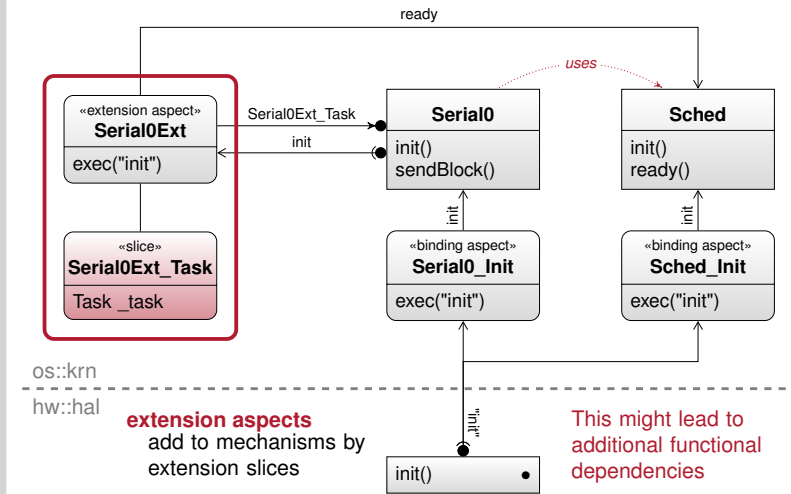 ready
uses
«extension aspect»
Serial0Ext
exec("init")
Serial0Ext_Task
init
Serial0
init()
sendBlock()
Sched
init()
ready()
init
init
«slice»
Serial0Ext_Task
Task _task
«binding aspect»
Serial0_Init
exec("init")
«binding aspect»
Sched_Init
exec("init")
os::krn
hw::hal
"init"
extension aspects
add to mechanisms by
extension slices
This might lead to
additional functional
dependencies
init()